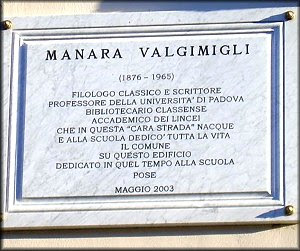 MANARA VALGIMIGLI
(1876 - 1965)
FILOLOGO CLASSICO E SCRITTORE
PROFESSORE DELLA UNIVERSITA' DI PADOVA
BIBLIOTECARIO CLASSENSE
ACCADEMICO DEI LINCEI
CHE IN QUESTA "CARA STRADA" NACQUE
E ALLA SCUOLA DEDICO' TUTTA LA VITA
IL COMUNE
SU QUESTO EDIFICIO
DEDICATO IN QUEL TEMPO ALLA SCUOLA
POSE
MAGGIO 2003